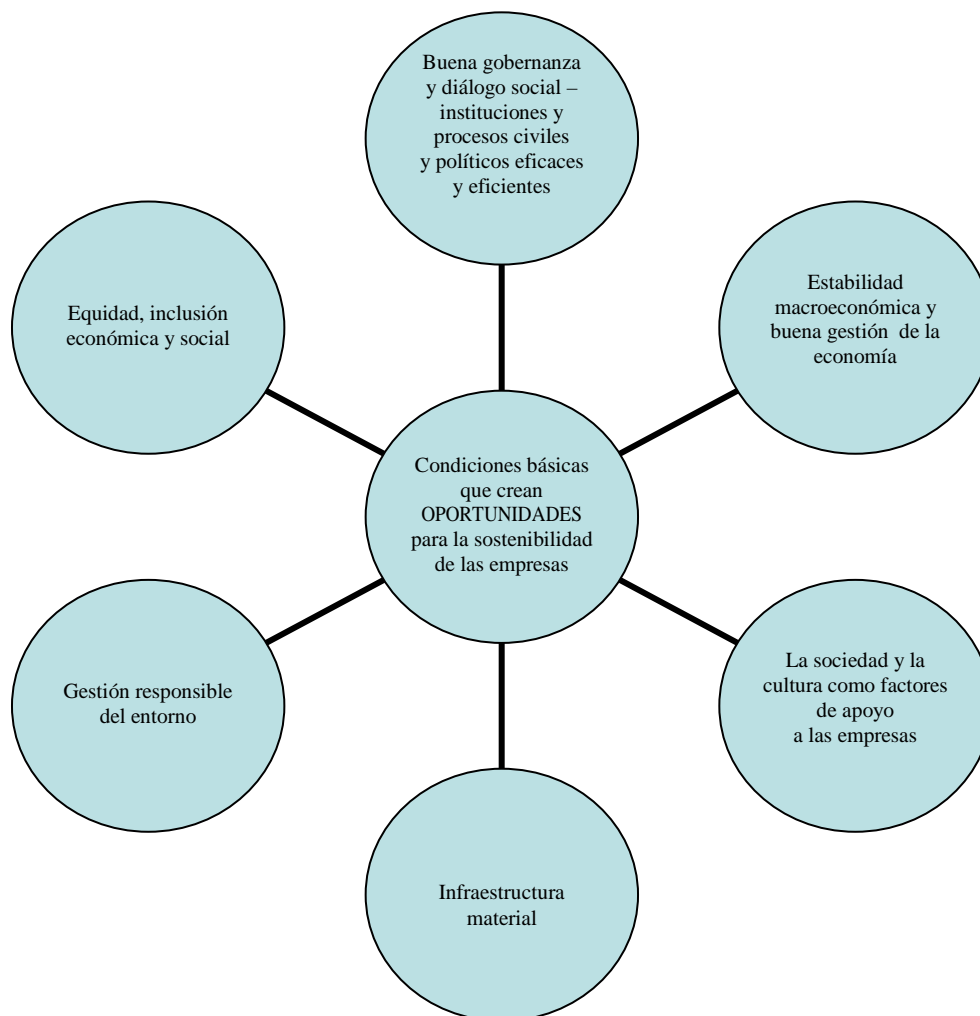 Buena gobernanza
y diálogo social –
instituciones y
procesos civiles
y políticos eficaces
y eficientes
Equidad, inclusión
económica y social
Estabilidad
macroeconómica y
buena gestión de la
economía
Condiciones básicas
que crean
OPORTUNIDADES
para la sostenibilidad
de las empresas
Gestión responsible
del entorno
La sociedad y la
cultura como factores
de apoyo
a las empresas
Infraestructura
material